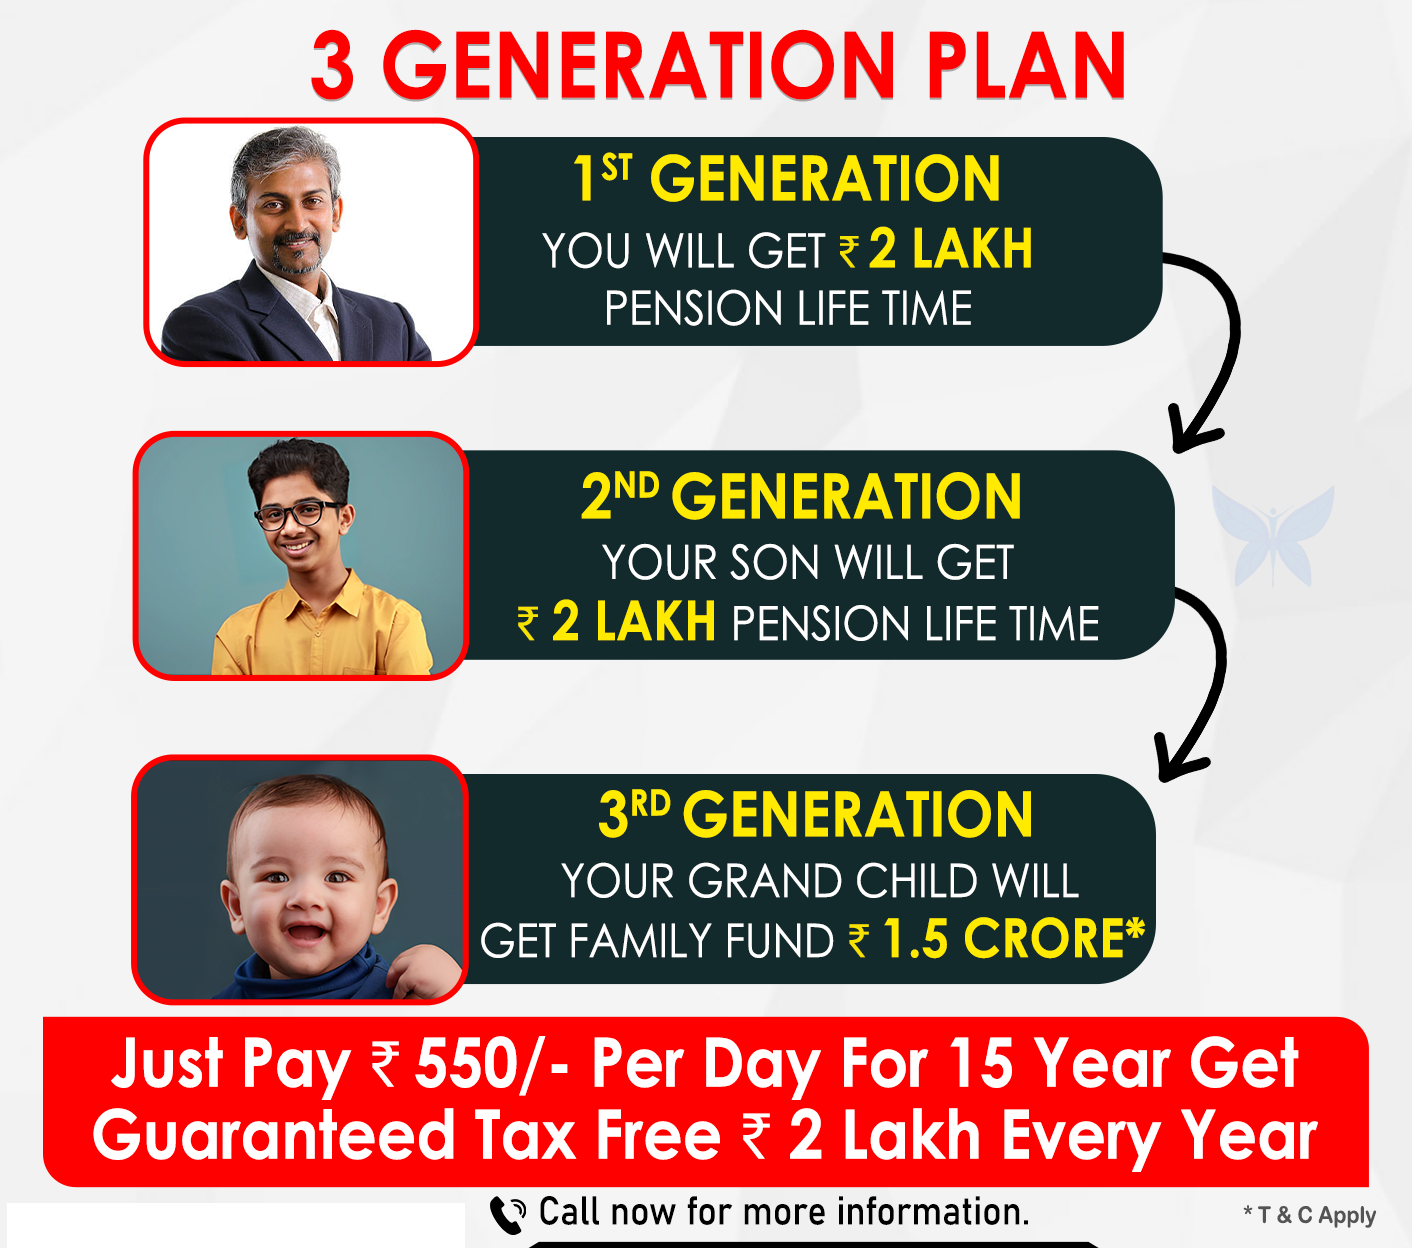 3 GENERATION PLAN
1ST GENERATION
YOU WILL GET ₹ 2 LAKH
PENSION LIFE TIME
2ND GENERATION
YOUR SON WILL GET
₹ 2 LAKH PENSION LIFE TIME
3RD GENERATION
YOUR GRAND CHILD WILL
GET FAMILY FUND ₹ 1.5 CRORE*
Just Pay ₹ 550/- Per Day For 15 Year Get
Guaranteed Tax Free ₹ 2 Lakh Every Year
Call now for more information.
* T & C Apply